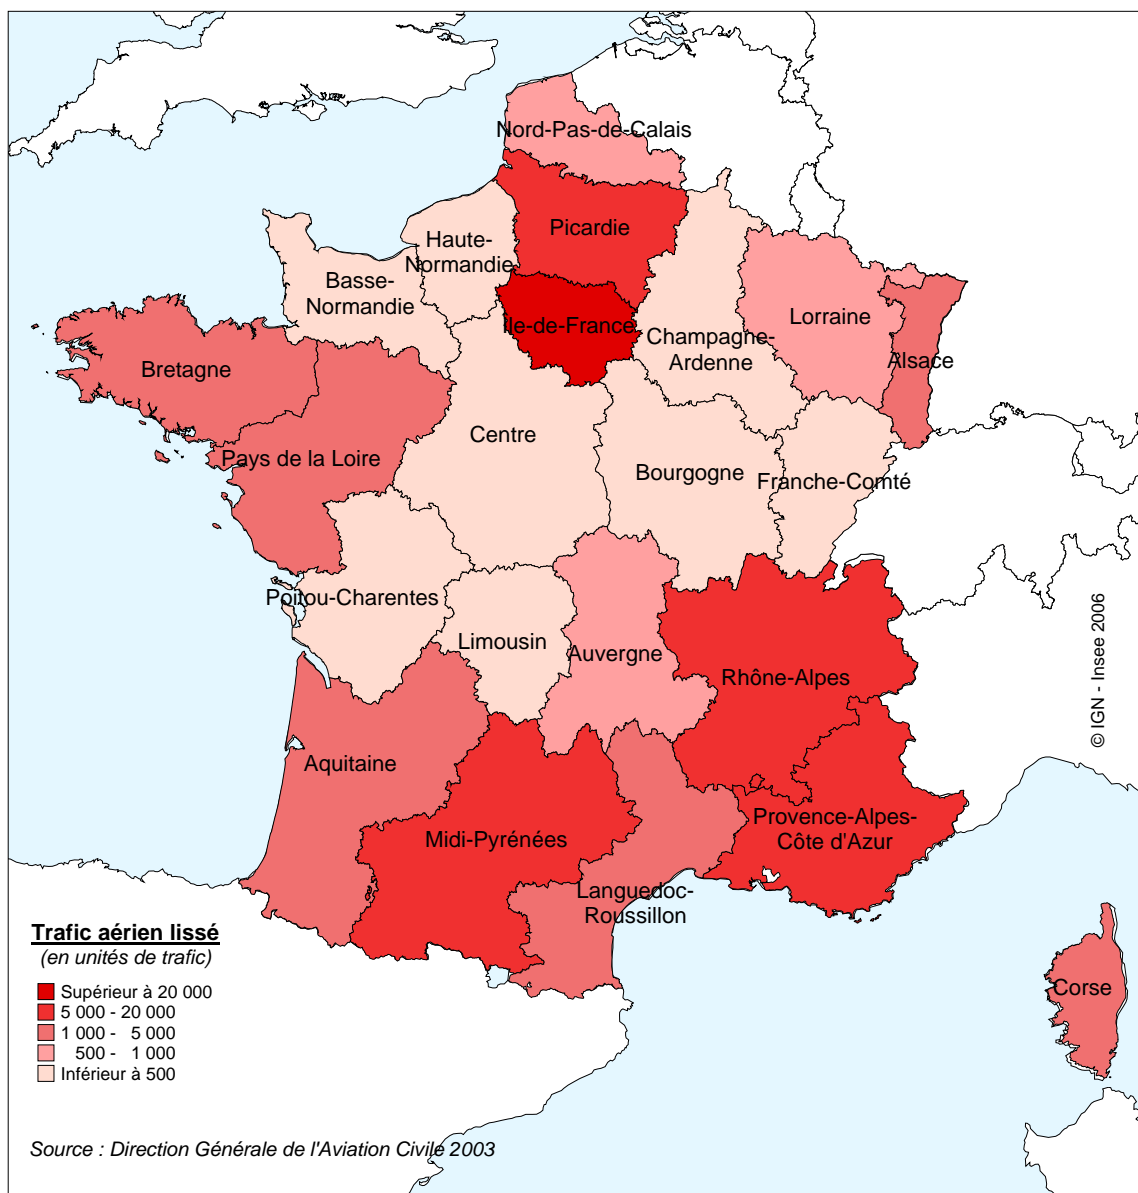 Nord-Pas-de-Calais
Picardie
Haute-
Normandie
Basse-
Normandie
Île-de-France
Champagne-
Ardenne
Lorraine
Alsace
Bretagne
Pays de la Loire
Centre
Bourgogne
Franche-Comté
Poitou-Charentes
Limousin
Auvergne
Rhône-Alpes
Aquitaine
Midi-Pyrénées
Languedoc-
Roussillon
Provence-Alpes-
Côte d'Azur
Corse
© IGN - Insee 2006
Trafic aérien lissé
(en unités de trafic)
Supérieur à 20 000
5 000 - 20 000
1 000 - 5 000
500 - 1 000
Inférieur à 500
Source : Direction Générale de l'Aviation Civile 2003